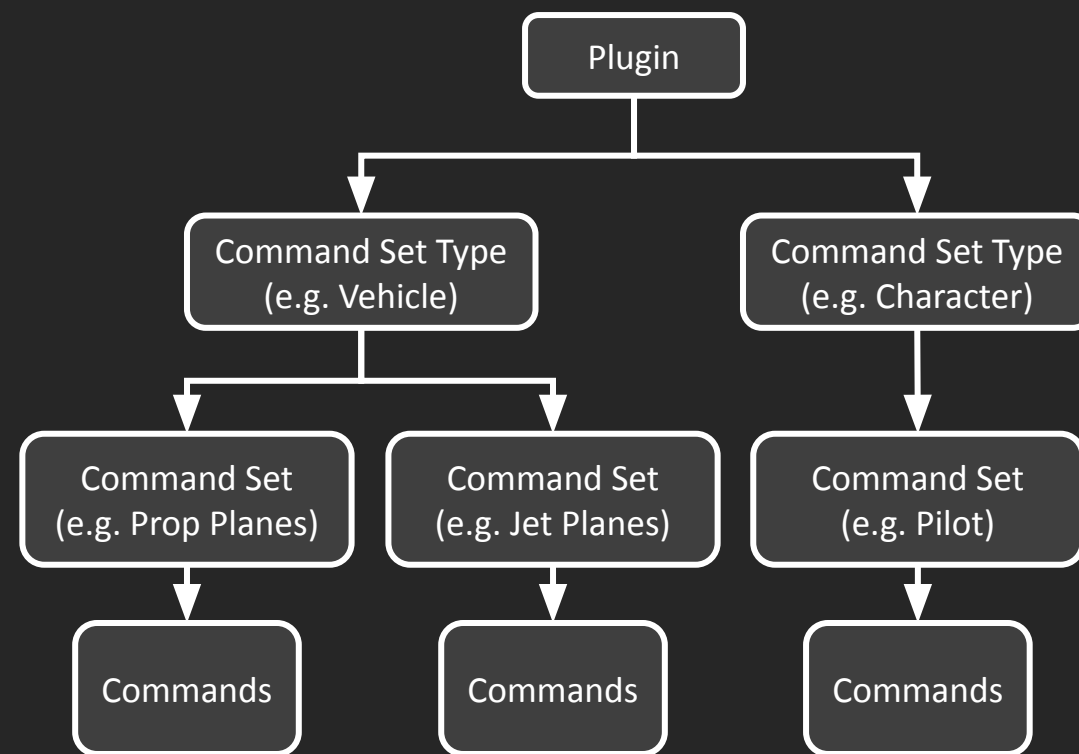 Plugin
Command Set Type
(e.g. Vehicle)
Command Set Type
(e.g. Character)
Command Set
(e.g. Prop Planes)
Command Set
(e.g. Jet Planes)
Command Set
(e.g. Pilot)
Commands
Commands
Commands